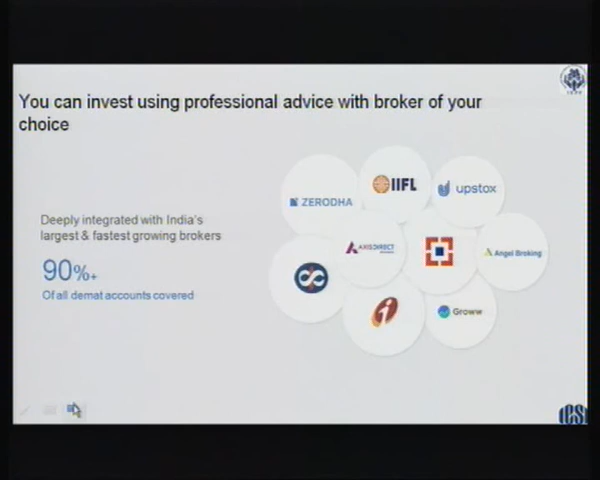 You can invest using professional advice with broker of your
choice
IIFL
upstox
ZERODHA
Deeply integrated with India's
largest & fastest growing brokers
AXISDIRECT
Angel Broking
90%+
Of all demat accounts covered
Groww
ICSI